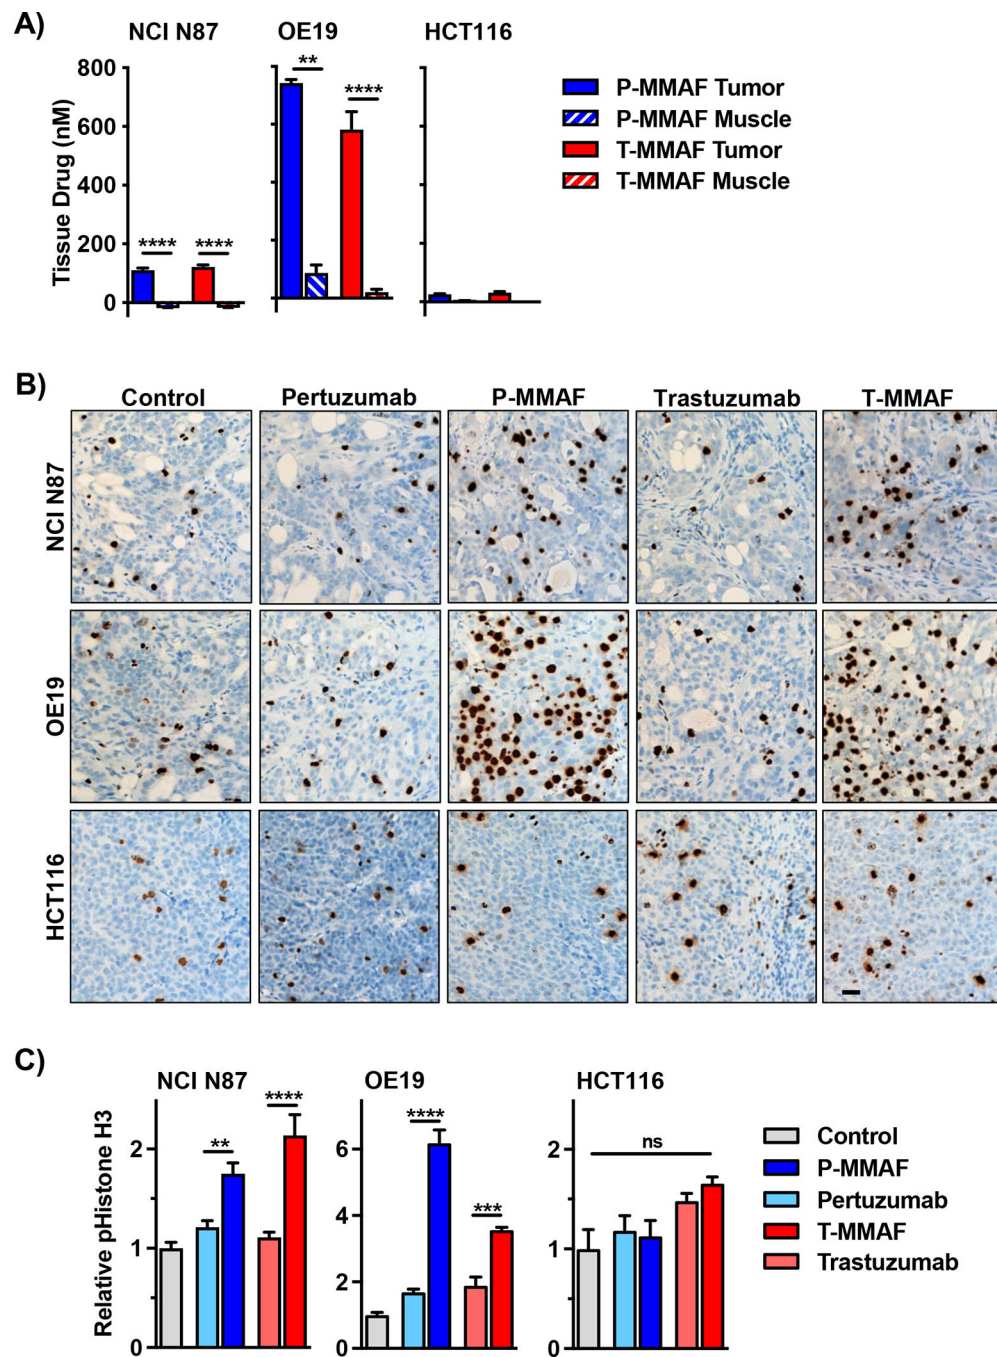 A)
NCI N87
OE19
HCT116
Tissue Drug (nM)
800
600
400
200
0
****
****
**
****
P-MMAF Tumor
P-MMAF Muscle
T-MMAF Tumor
T-MMAF Muscle
B)
Control
Pertuzumab
P-MMAF
Trastuzumab
T-MMAF
NCI N87
OE19
HCT116
C)
NCI N87
OE19
HCT116
Relative pHistone H3
2
1
0
**
****
6
4
2
0
****
***
2
1
0
ns
Control
P-MMAF
Pertuzumab
T-MMAF
Trastuzumab